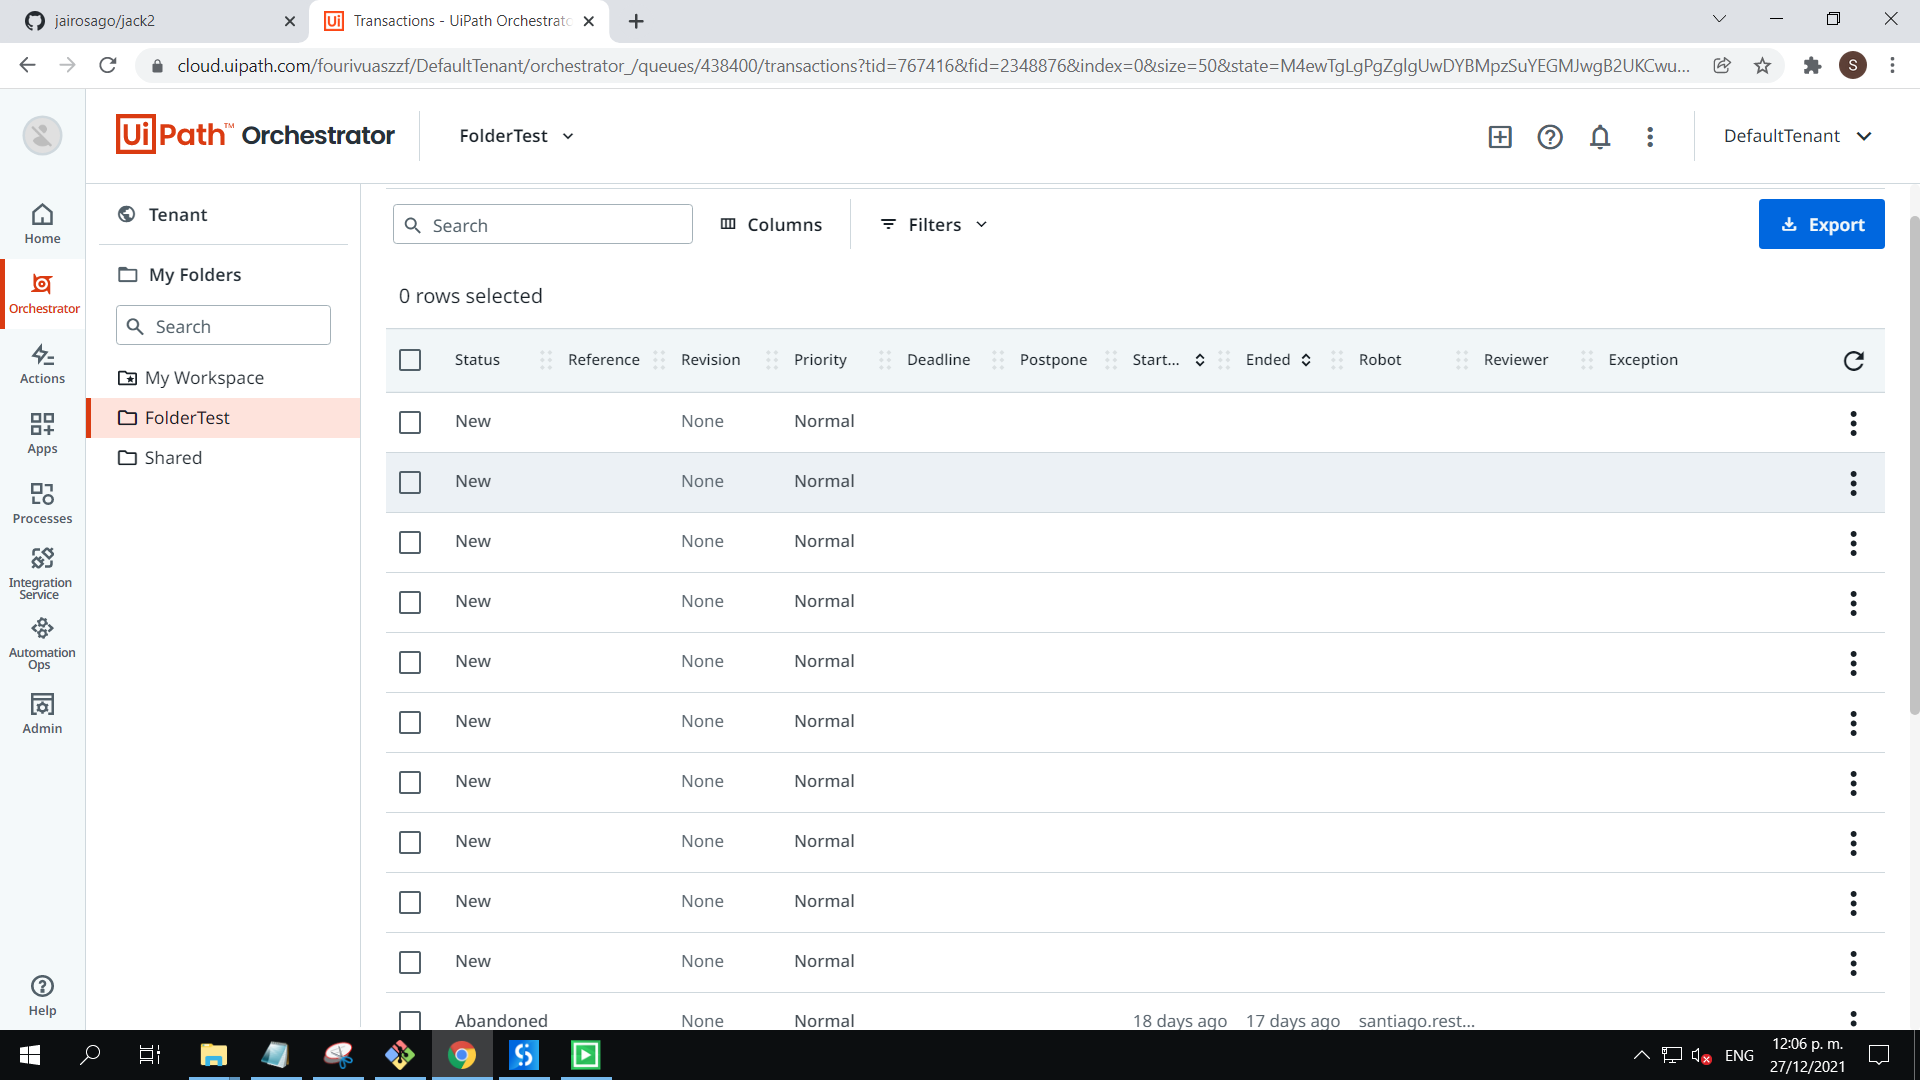 jairosago/jack2
Transactions - UiPath Orchestrato
cloud.uipath.com/fourivuaszzf/DefaultTenant/orchestrator_/queues/438400/transactions?tid=767416&fid=2348876&index=0&size=50&state=M4ewTgLgPgZglgUwDYBMpzSuYEGMJwgB2UKCwu...
S
UiPath™ Orchestrator
FolderTest
DefaultTenant
Home
Orchestrator
Actions
Apps
Processes
Integration
Service
Automation
Ops
Admin
Help
Tenant
My Folders
Search
My Workspace
FolderTest
Shared
Search
Columns
Filters
Export
0 rows selected
Status Reference Revision Priority Deadline Postpone Start... Ended Robot Reviewer Exception
New None Normal
New None Normal
New None Normal
New None Normal
New None Normal
New None Normal
New None Normal
New None Normal
New None Normal
New None Normal
Abandoned None Normal 18 days ago 17 days ago santiago.rest...
ENG
12:06 p. m.
27/12/2021